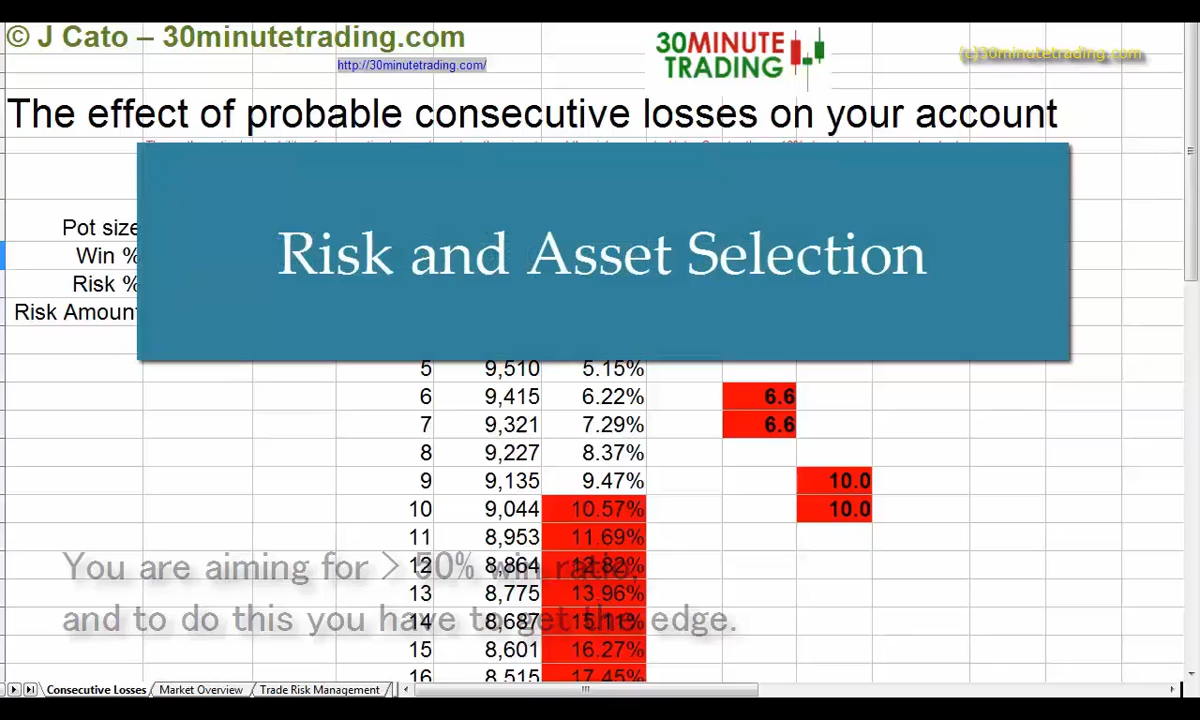 © J Cato – 30minutetrading.com
http://30minutetrading.com/
30MINUTE
TRADING
(c)30minutetrading.com
The effect of probable consecutive losses on your account
Risk and Asset Selection
Pot size
Win %
Risk %
Risk Amount
5 9,510 5.15%
6 9,415 6.22% 6.6
7 9,321 7.29% 6.6
8 9,227 8.37%
9 9,135 9.47% 10.0
10 9,044 10.57% 10.0
11 8,953 11.69%
12 8,864 12.82%
13 8,775 13.96%
14 8,687 15.11%
15 8,601 16.27%
16 8,515 17.45%
You are aiming for > 50% win ratio,
and to do this you have to get the edge.
Consecutive Losses Market Overview Trade Risk Management